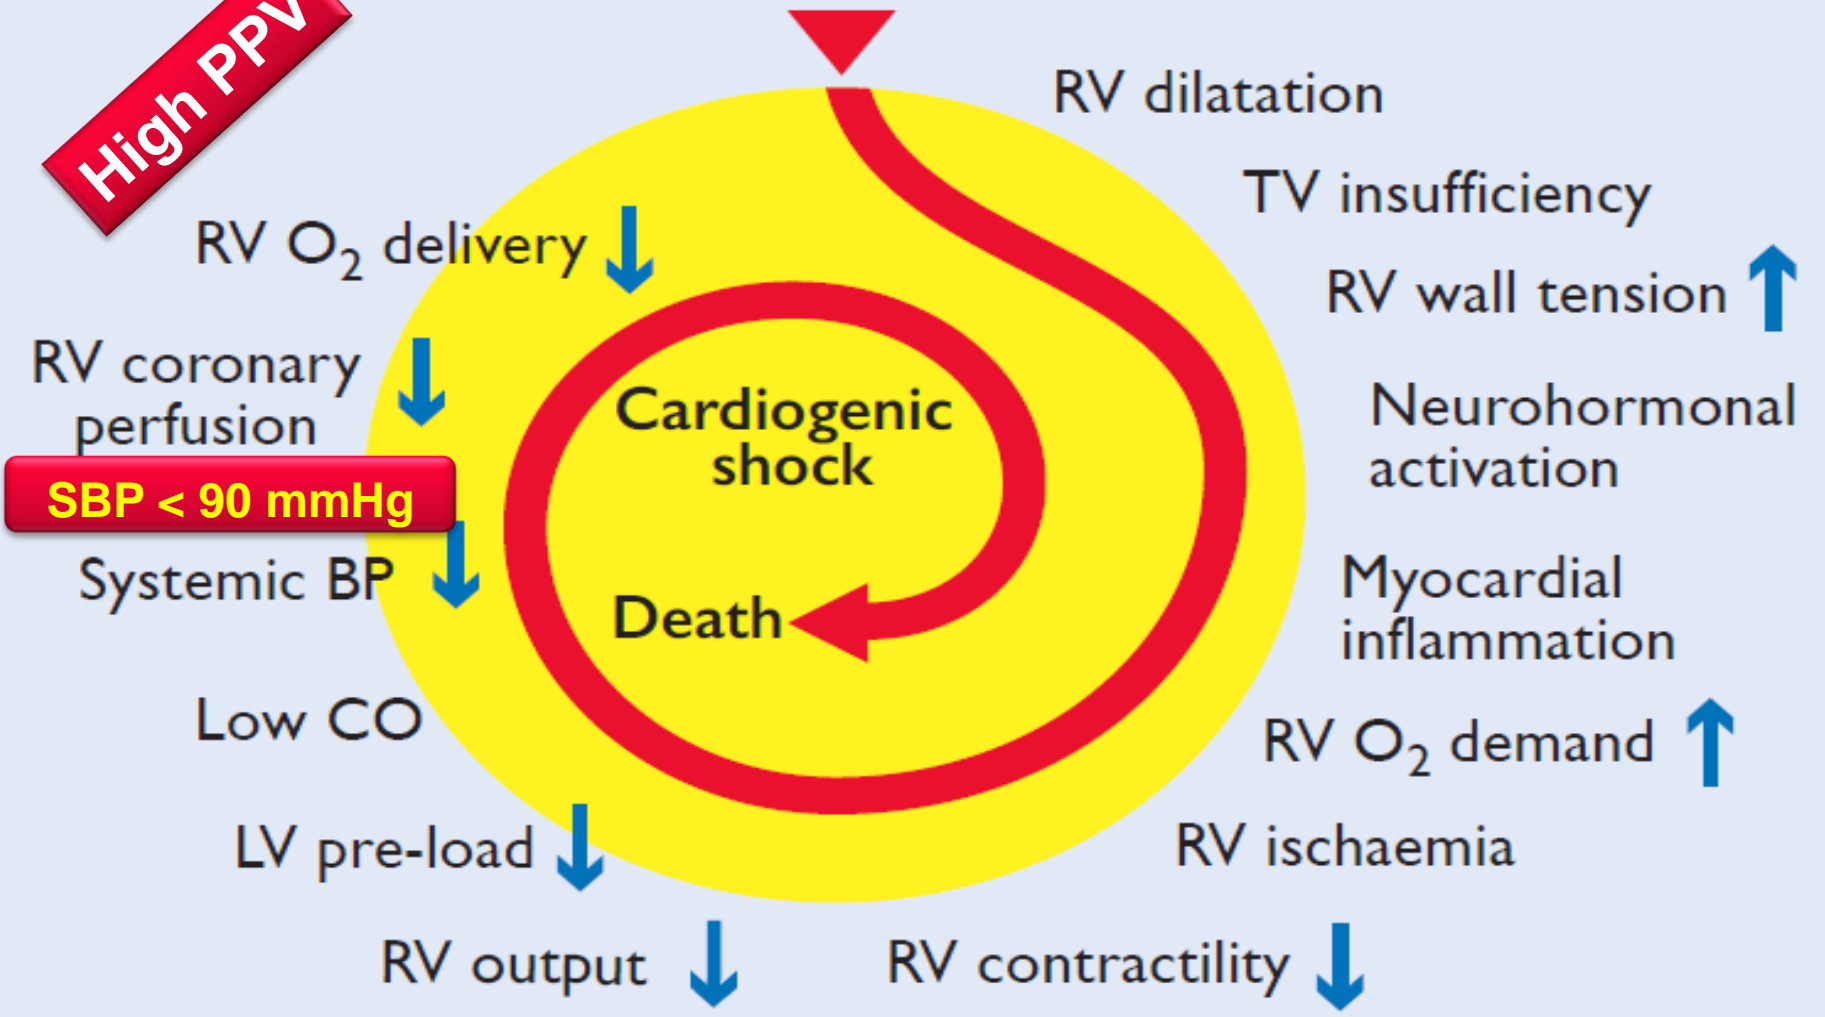 High PPV
RV dilatation
TV insufficiency
RV wall tension
Neurohormonal
activation
Myocardial
inflammation
RV O₂ demand
RV ischaemia
RV contractility
RV output
LV pre-load
Low CO
Systemic BP
SBP < 90 mmHg
RV coronary
perfusion
RV O₂ delivery
Cardiogenic
shock
Death